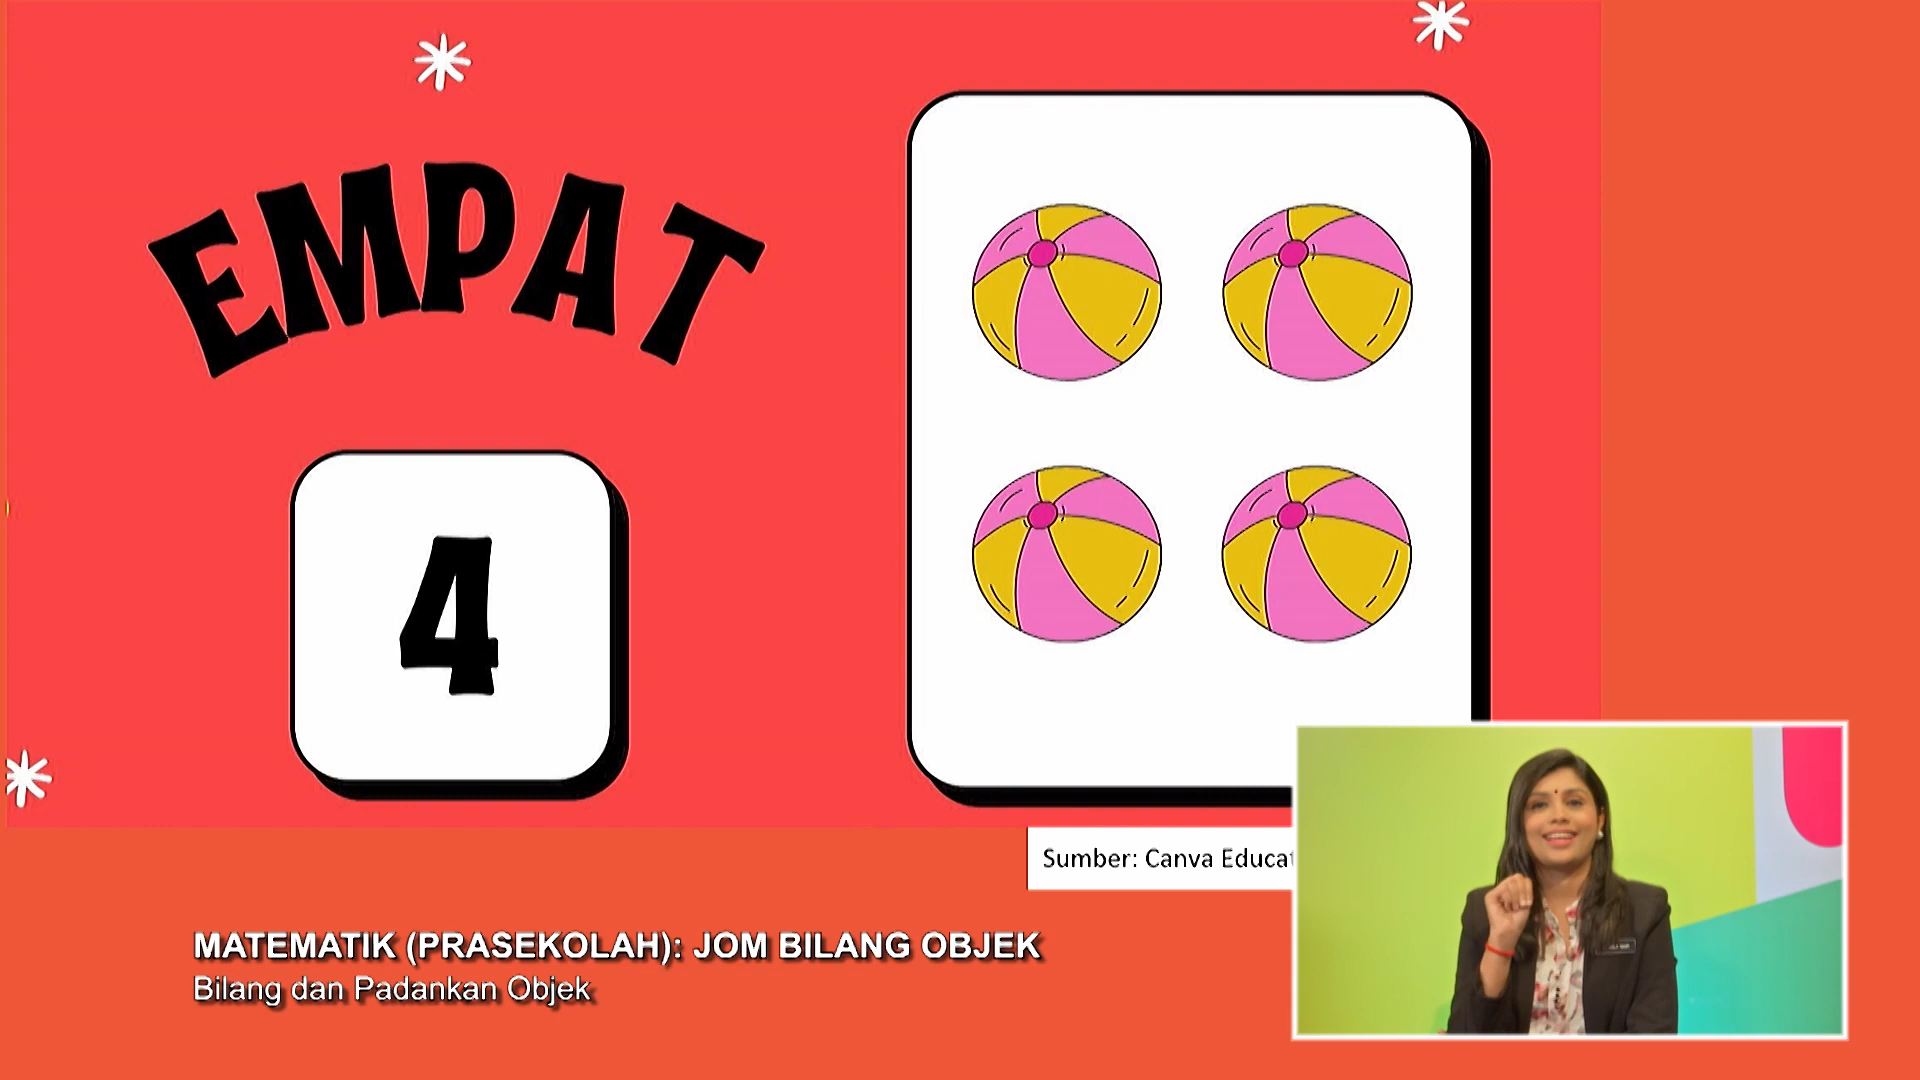 EMPAT
4
Sumber: Canva Educat
MATEMATIK (PRASEKOLAH): JOM BILANG OBJEK
Bilang dan Padankan Objek